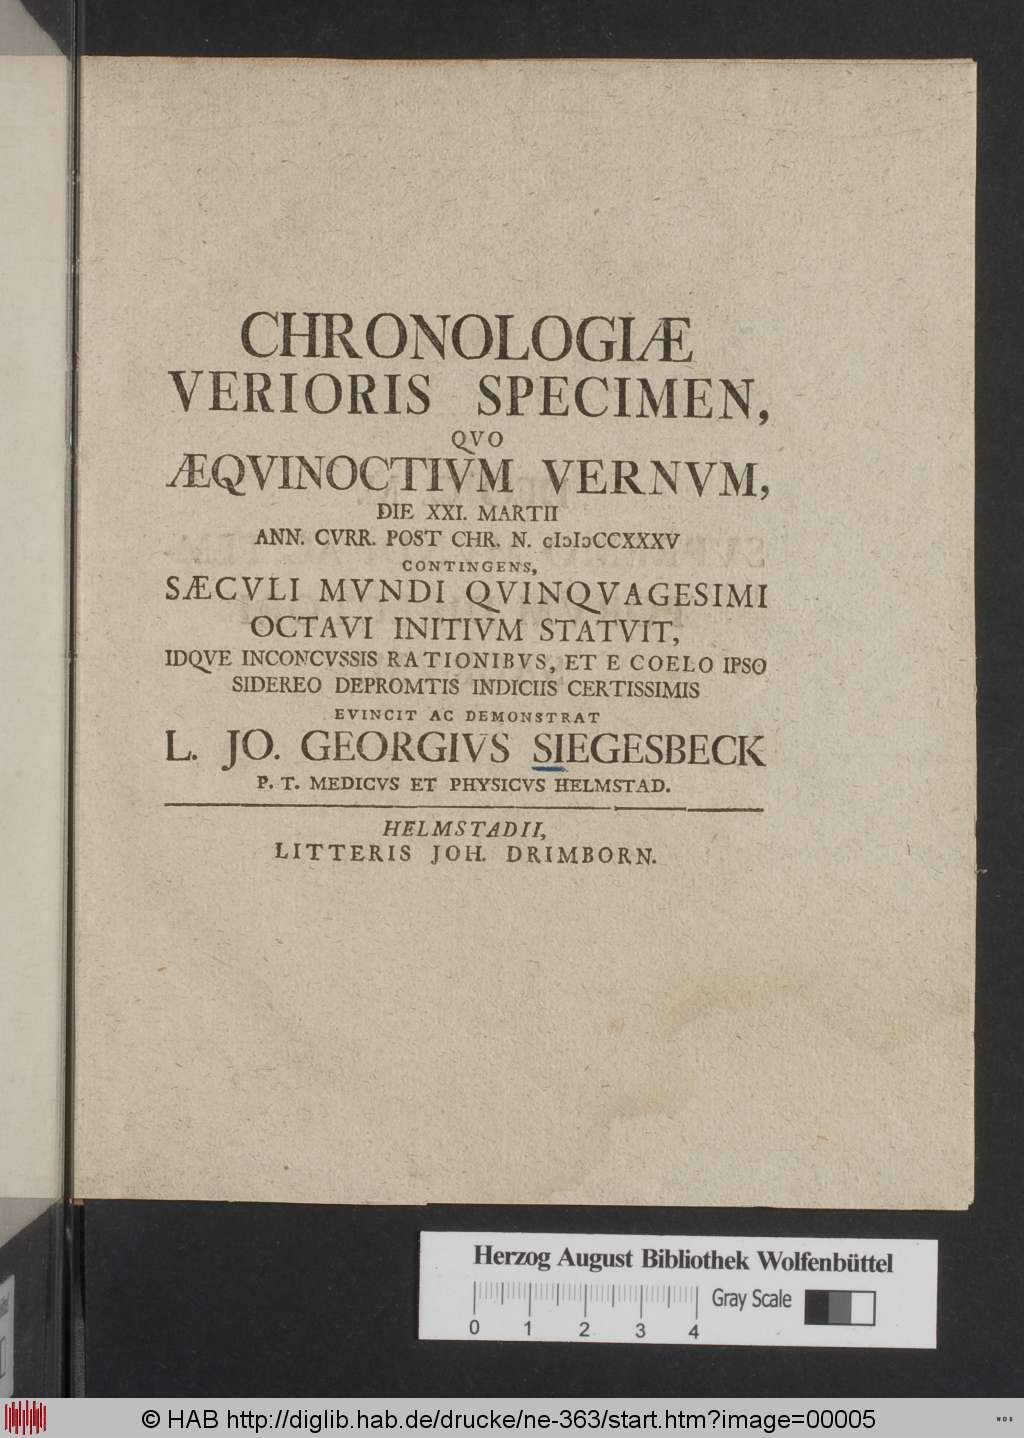 CHRONOLOGIÆ
VERIORIS SPECIMEN,
QVO
ÆQVINOCTIVM VERNVM,
DIE XXI. MARTII
ANN. CVRR. POST CHR. N. cIɔIɔCCXXXV
CONTINGENS,
SÆCVLI MVNDI QVINQVAGESIMI
OCTAVI INITIVM STATVIT,
IDQVE INCONCVSSIS RATIONIBVS, ET E COELO IPSO
SIDEREO DEPROMTIS INDICIIS CERTISSIMIS
EVINCIT AC DEMONSTRAT
L. JO. GEORGIVS SIEGESBECK
P. T. MEDICVS ET PHYSICVS HELMSTAD.
HELMSTADII,
LITTERIS JOH. DRIMBORN.
Herzog August Bibliothek Wolfenbüttel
Gray Scale
0 1 2 3 4
© HAB http://diglib.hab.de/drucke/ne-363/start.htm?image=00005